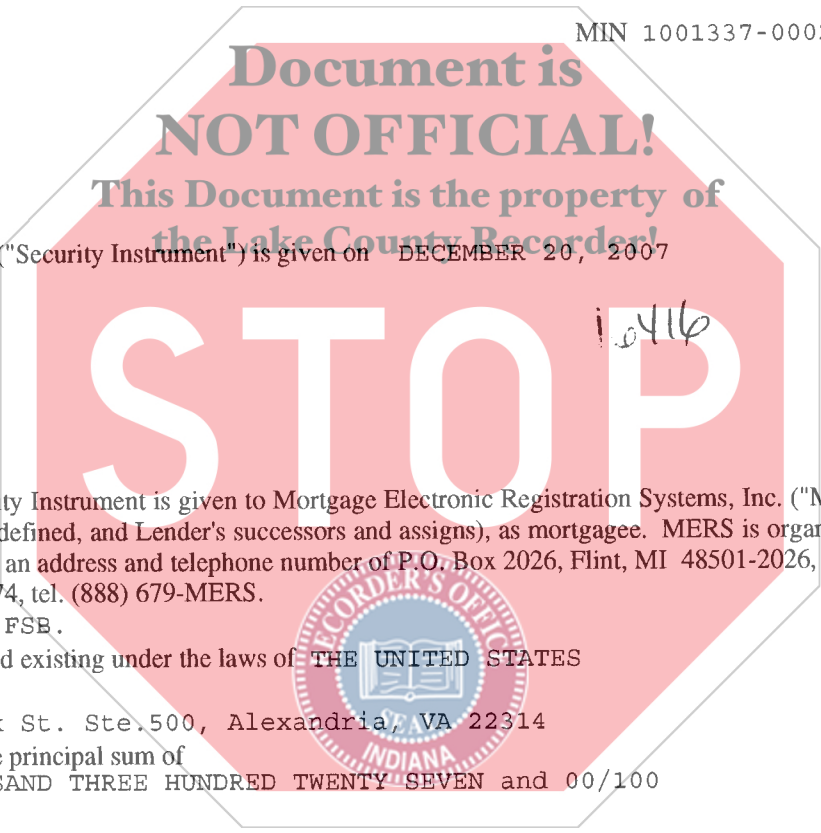 MIN 1001337-000
Document is
NOT OFFICIAL!
This Document is the property of
the Lake County Recorder!
("Security Instrument") is given on DECEMBER 20, 2007
STOP
ty Instrument is given to Mortgage Electronic Registration Systems, Inc. ("M
defined, and Lender's successors and assigns), as mortgagee. MERS is organ
an address and telephone number of P.O. Box 2026, Flint, MI 48501-2026,
74, tel. (888) 679-MERS.
FSB.
d existing under the laws of THE UNITED STATES
St. Ste.500, Alexandria, VA 22314
e principal sum of
SAND THREE HUNDRED TWENTY SEVEN and 00/100
RECORDER'S OFFICE
SEAL
INDIANA